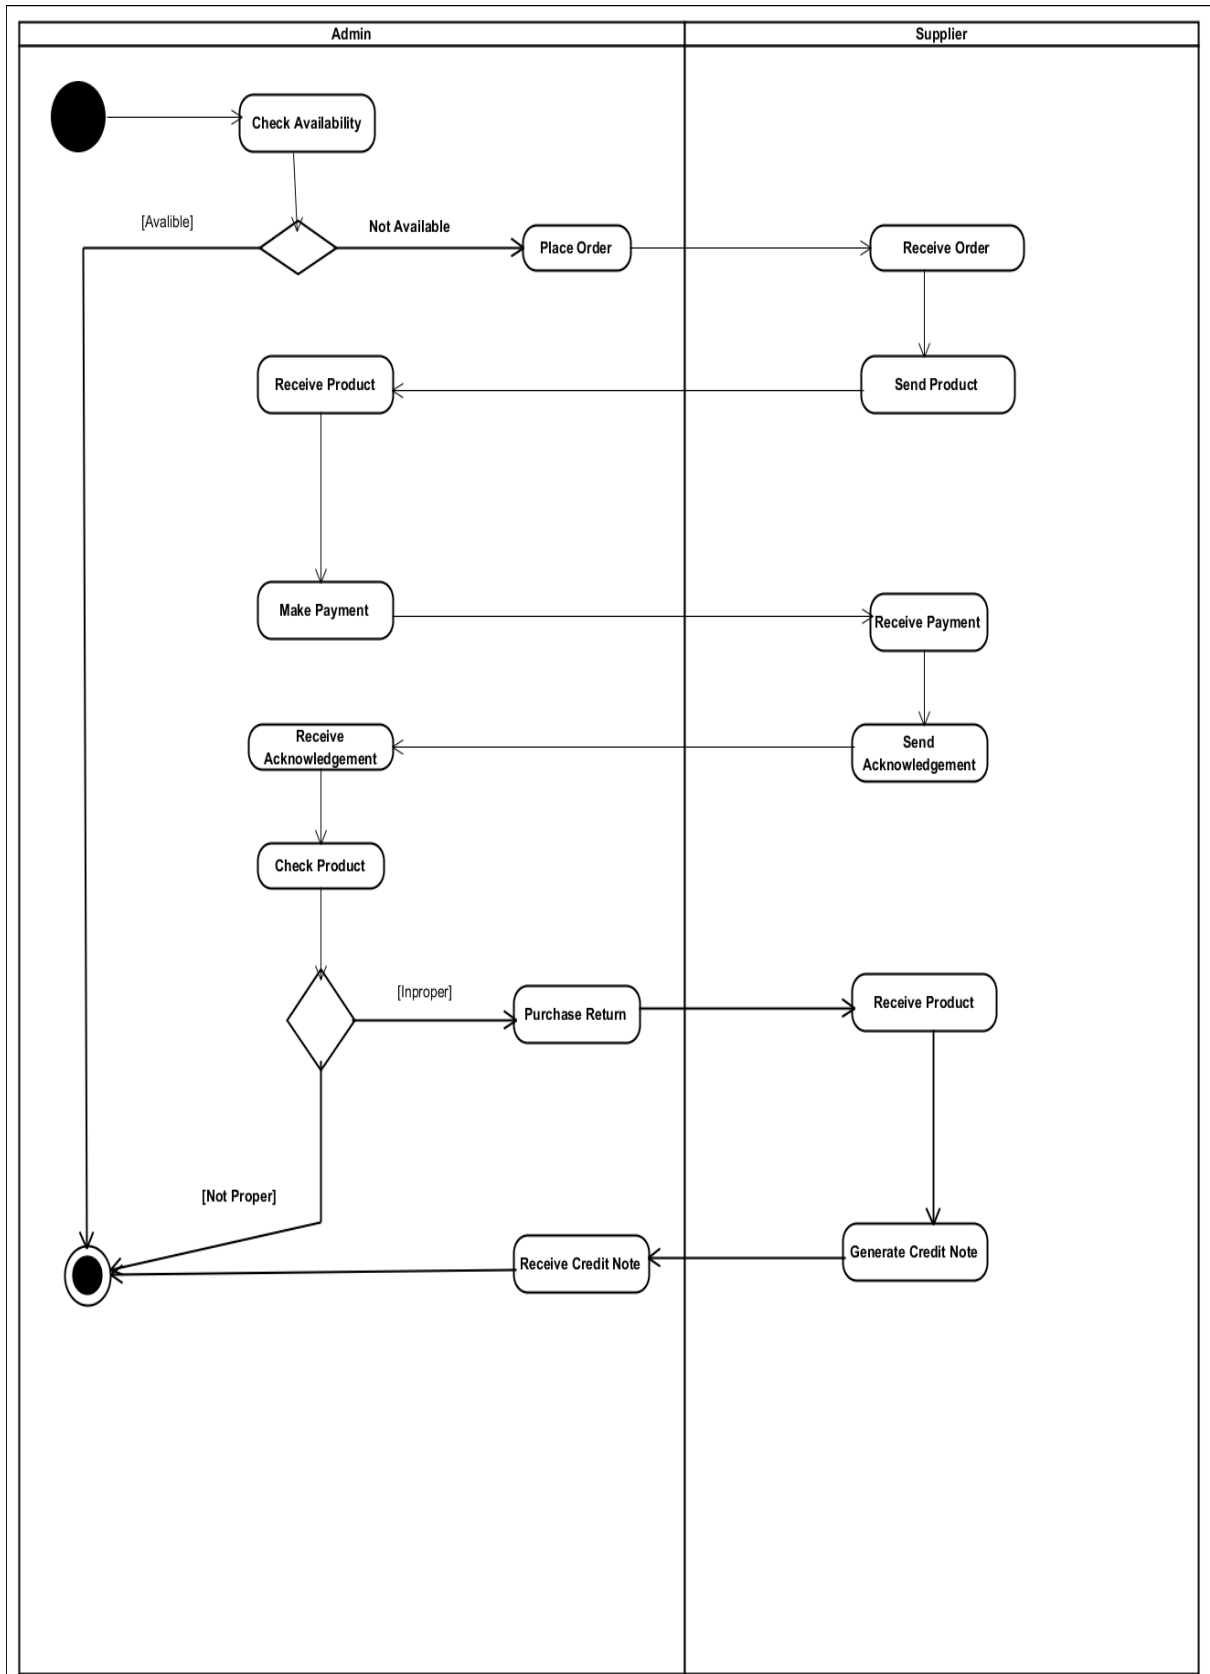 Admin
Supplier
Check Availability
[Avalible]
Not Available
Place Order
Receive Order
Receive Product
Send Product
Make Payment
Receive Payment
Receive
Acknowledgement
Send
Acknowledgement
Check Product
[Inproper]
Purchase Return
Receive Product
[Not Proper]
Receive Credit Note
Generate Credit Note